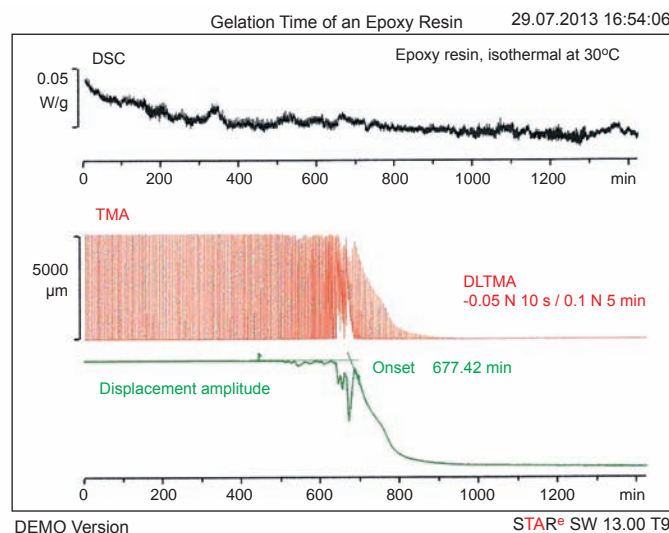 Gelation Time of an Epoxy Resin 29.07.2013 16:54:06
DSC
Epoxy resin, isothermal at 30ºC
0.05
W/g
0 200 400 600 800 1000 1200 min
TMA
5000
µm
DLTMA
-0.05 N 10 s / 0.1 N 5 min
Onset 677.42 min
Displacement amplitude
0 200 400 600 800 1000 1200 min
DEMO Version STARe SW 13.00 T9